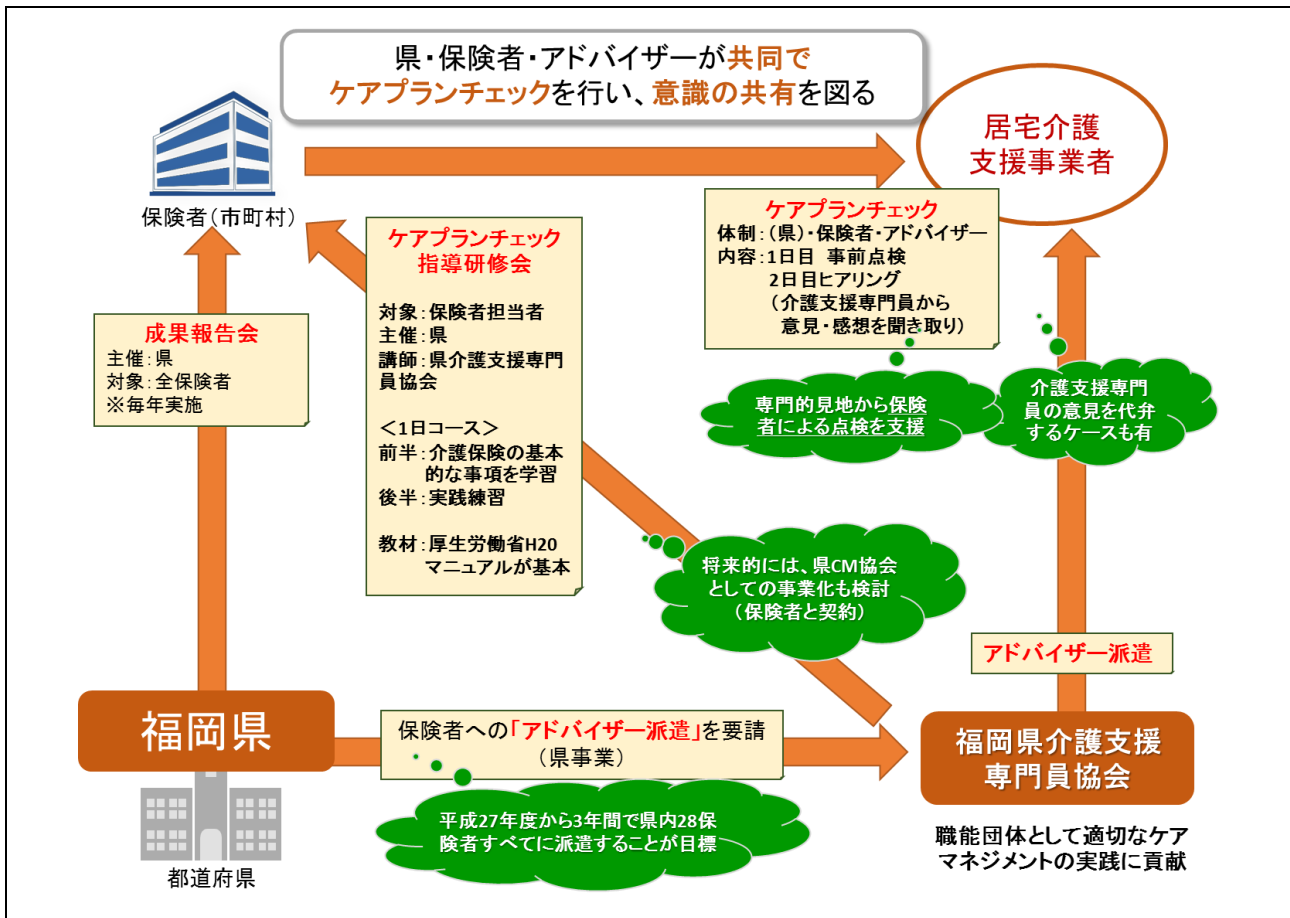 県・保険者・アドバイザーが共同で
ケアプランチェックを行い、意識の共有を図る
保険者(市町村)
居宅介護
支援事業者
ケアプランチェック
体制:(県)・保険者・アドバイザー
内容:1日目 事前点検
2日目ヒアリング
(介護支援専門員から
意見・感想を聞き取り)
ケアプランチェック
指導研修会
対象:保険者担当者
主催:県
講師:県介護支援専門
員協会
<1日コース>
前半:介護保険の基本
的な事項を学習
後半:実践練習
教材:厚生労働省H20
マニュアルが基本
成果報告会
主催:県
対象:全保険者
※毎年実施
専門的見地から保険
者による点検を支援
介護支援専門
員の意見を代弁
するケースも有
将来的には、県CM協会
としての事業化も検討
(保険者と契約)
アドバイザー派遣
福岡県
保険者への「アドバイザー派遣」を要請
(県事業)
福岡県介護支援
専門員協会
平成27年度から3年間で県内28保
険者すべてに派遣することが目標
都道府県
職能団体として適切なケア
マネジメントの実践に貢献